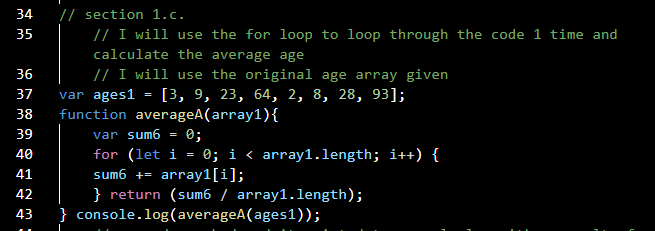 34 // section 1.c.
35 // I will use the for loop to loop through the code 1 time and
calculate the average age
36 // I will use the original age array given
37 var ages1 = [3, 9, 23, 64, 2, 8, 28, 93];
38 function averageA(array1){
39 var sum6 = 0;
40 for (let i = 0; i < array1.length; i++) {
41 sum6 += array1[i];
42 } return (sum6 / array1.length);
43 } console.log(averageA(ages1));